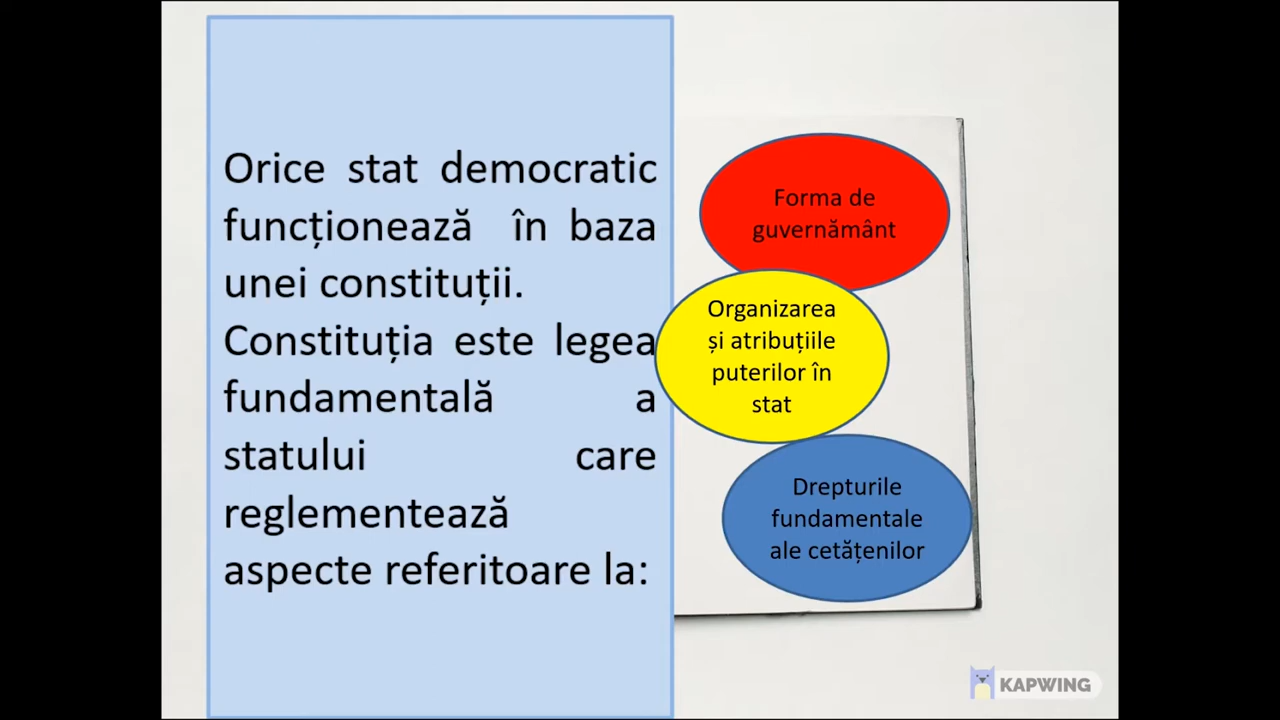 Orice stat democratic
funcționează în baza
unei constituții.
Constituția este legea
fundamentală a
statului care
reglementează
aspecte referitoare la:
Forma de
guvernământ
Organizarea
și atribuțiile
puterilor în
stat
Drepturile
fundamentale
ale cetățenilor
KAPWING